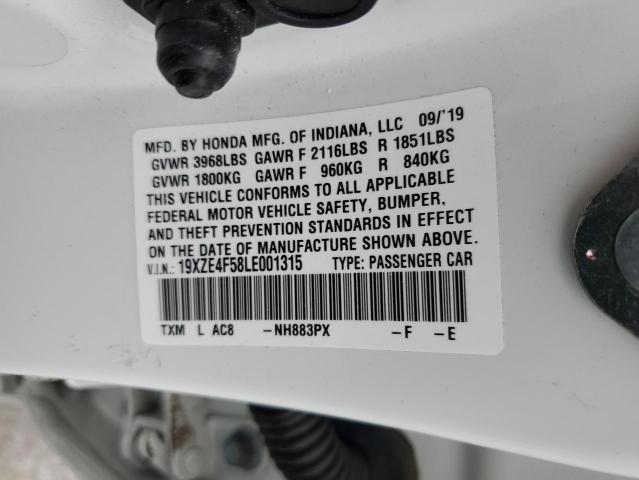 MFD. BY HONDA MFG. OF INDIANA, LLC 09/'19
GVWR 3968LBS GAWR F 2116LBS R 1851LBS
GVWR 1800KG GAWR F 960KG R 840KG
THIS VEHICLE CONFORMS TO ALL APPLICABLE
FEDERAL MOTOR VEHICLE SAFETY, BUMPER,
AND THEFT PREVENTION STANDARDS IN EFFECT
ON THE DATE OF MANUFACTURE SHOWN ABOVE.
V.I.N.: 19XZE4F58LE001315 TYPE: PASSENGER CAR
TXM L AC8 -NH883PX -F -E